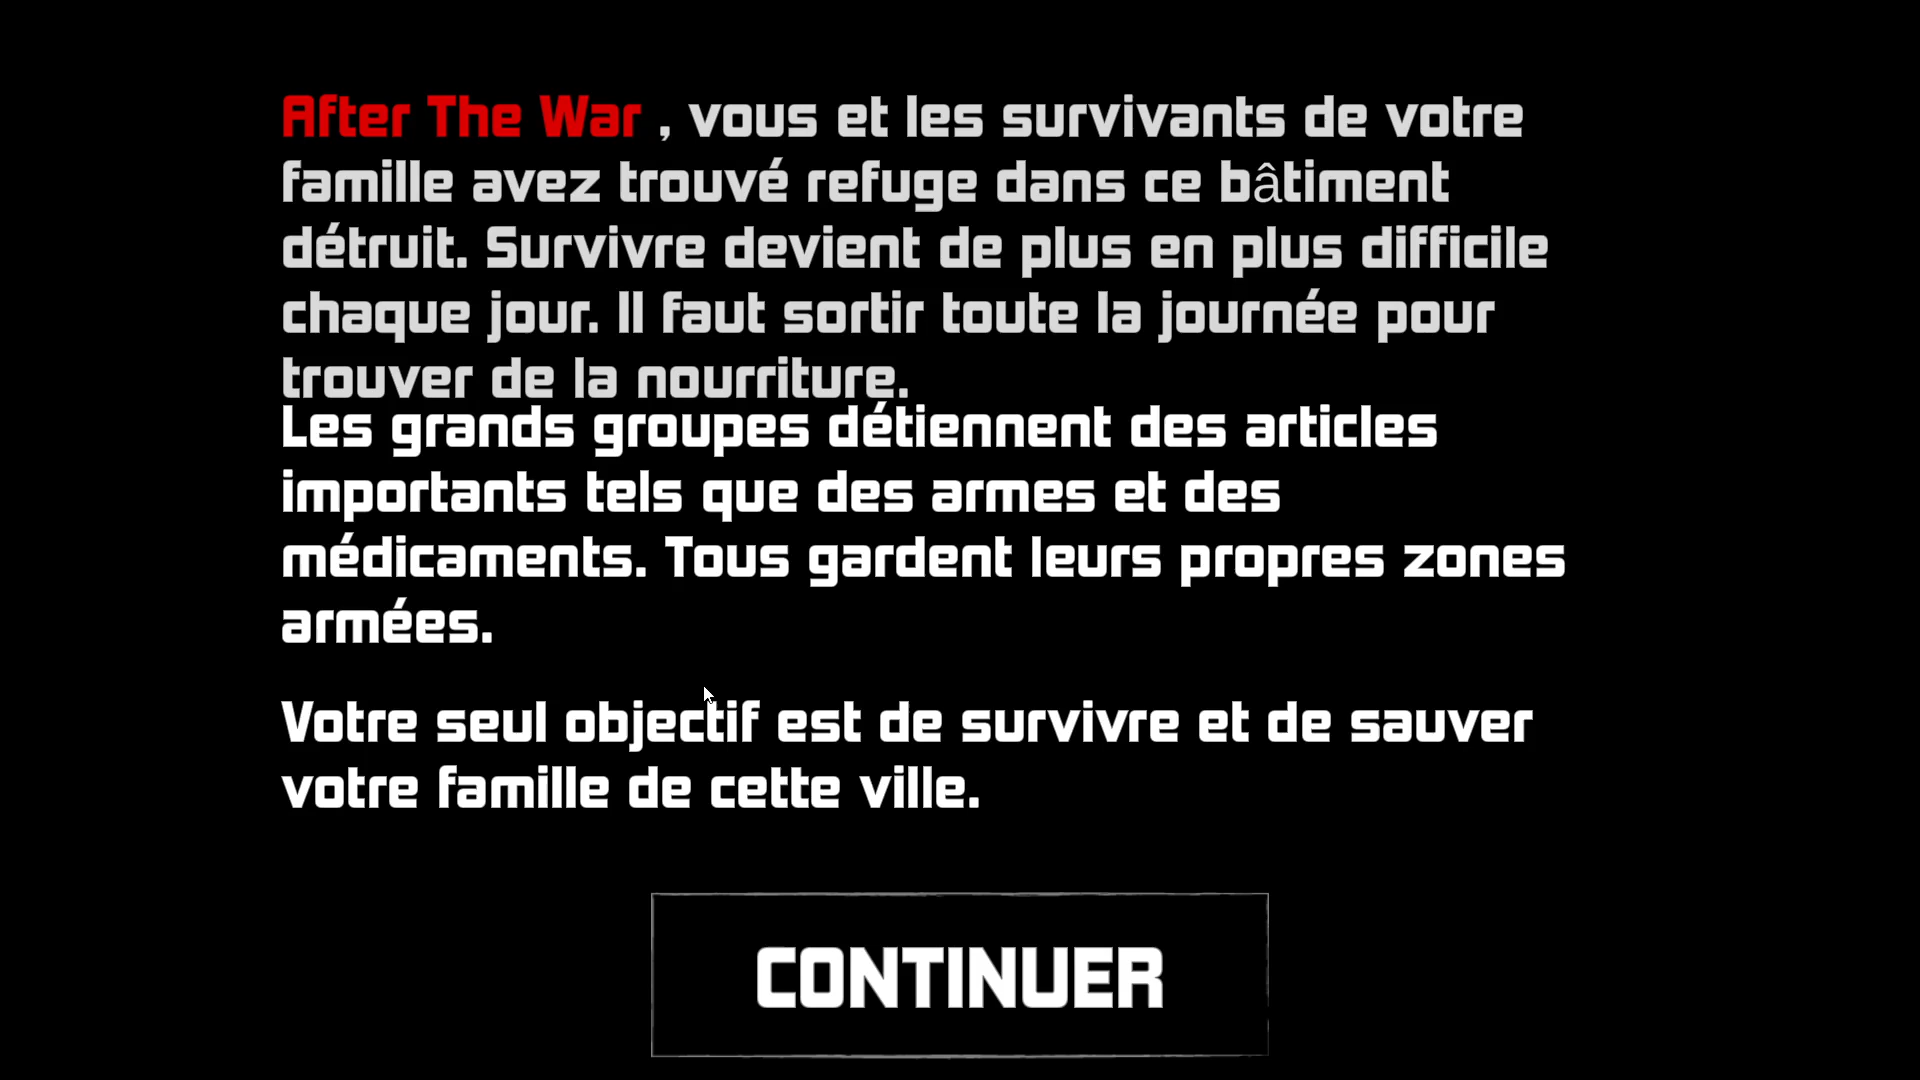 After The War , vous et les survivants de votre
famille avez trouvé refuge dans ce bâtiment
détruit. Survivre devient de plus en plus difficile
chaque jour. Il faut sortir toute la journée pour
trouver de la nourriture.
Les grands groupes détiennent des articles
importants tels que des armes et des
médicaments. Tous gardent leurs propres zones
armées.
Votre seul objectif est de survivre et de sauver
votre famille de cette ville.
CONTINUER